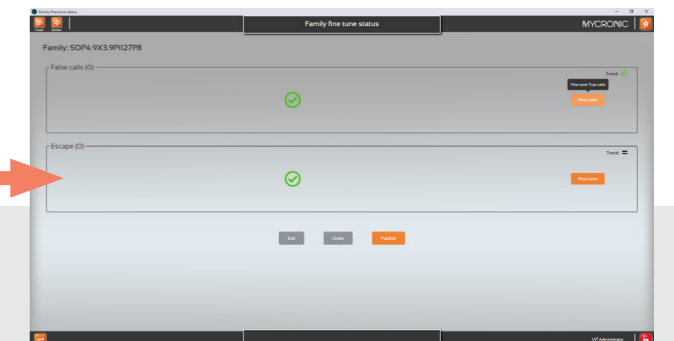 Family fine tune status
Family fine tune status
MYCRONIC
Family: SOP4.9X3.9P1127P8
False calls (0)
Trend:
Fine tune True calls
Fine tune
Escape (0)
Trend:
Fine tune
Exit
Undo
Publish
VIT Administrator